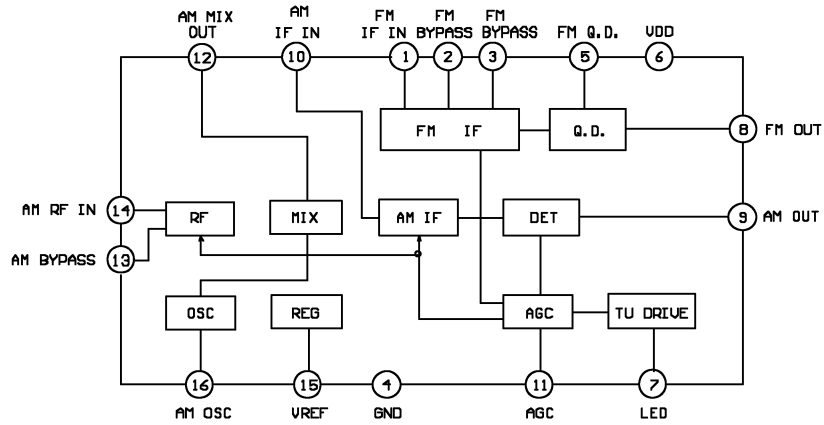 AM MIX OUT
AM IF IN
FM IF IN
FM BYPASS
FM BYPASS
FM Q.D.
VDD
12
10
1
2
3
5
6
FM IF
Q.D.
8
FM OUT
AM RF IN
14
RF
MIX
AM IF
DET
9
AM OUT
AM BYPASS
13
OSC
REG
AGC
TU DRIVE
16
15
4
11
7
AM OSC
VREF
GND
AGC
LED